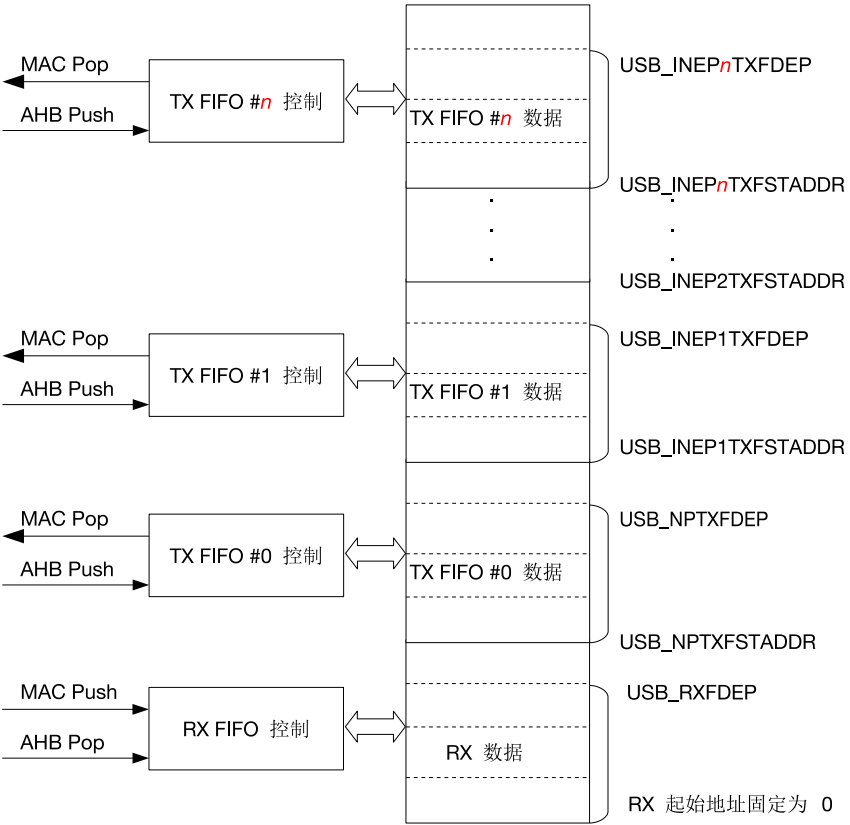 MAC Pop
AHB Push
TX FIFO #n 控制
TX FIFO #n 数据
USB_INEPnTXFDEP
USB_INEPnTXFSTADDR
USB_INEP2TXFSTADDR
MAC Pop
AHB Push
TX FIFO #1 控制
TX FIFO #1 数据
USB_INEP1TXFDEP
USB_INEP1TXFSTADDR
MAC Pop
AHB Push
TX FIFO #0 控制
TX FIFO #0 数据
USB_NPTXFDEP
USB_NPTXFSTADDR
MAC Push
AHB Pop
RX FIFO 控制
RX 数据
USB_RXFDEP
RX 起始地址固定为 0